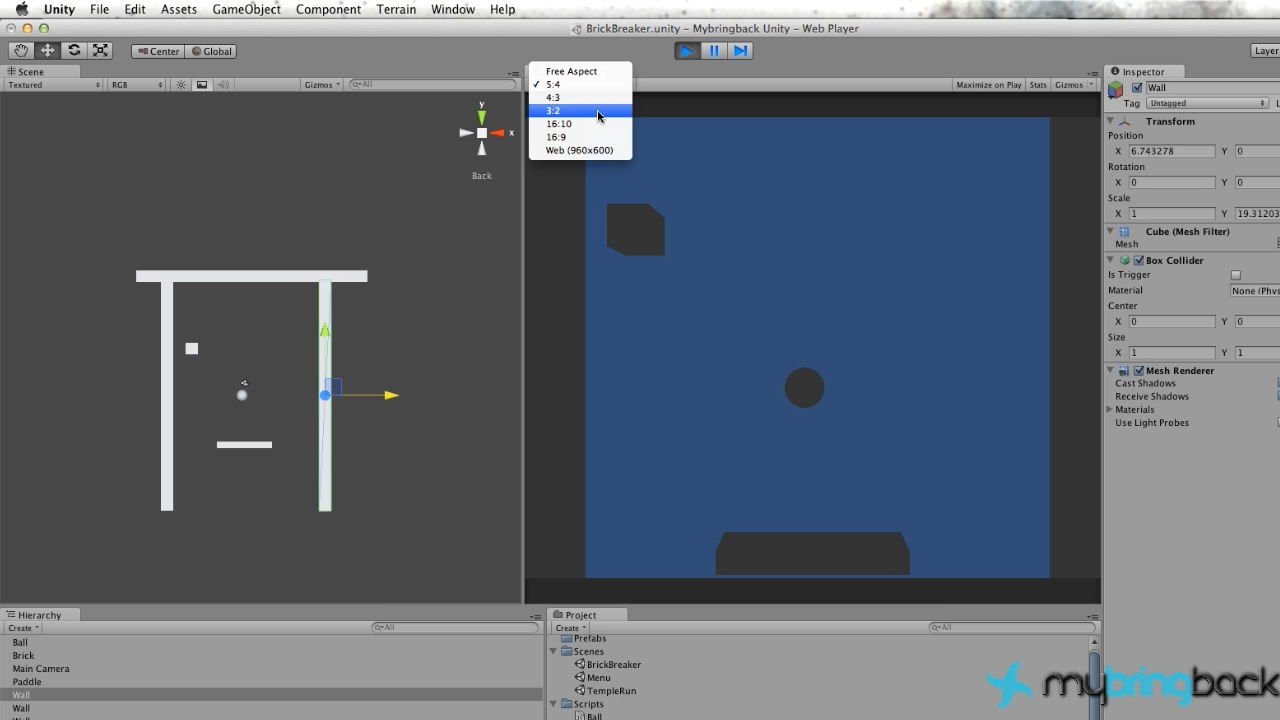 Unity File Edit Assets GameObject Component Terrain Window Help
BrickBreaker.unity – Mybringback Unity – Web Player
Center Global Layer
Scene
Textured RGB Gizmos All
Free Aspect
5:4
4:3
3:2
16:10
16:9
Web (960x600)
Maximize on Play Stats Gizmos
y
x
Back
Inspector
Wall
Tag Untagged
Transform
Position
X 6.743278 Y 0
Rotation
X 0 Y 0
Scale
X 1 Y 19.31203
Cube (Mesh Filter)
Mesh
Box Collider
Is Trigger
Material None (Phys
Center
X 0 Y 0
Size
X 1 Y 1
Mesh Renderer
Cast Shadows
Receive Shadows
Materials
Use Light Probes
Hierarchy
Create All
Ball
Brick
Main Camera
Paddle
Wall
Wall
Project
Create All
Prefabs
Scenes
BrickBreaker
Menu
TempleRun
Scripts
Ball
mybringback